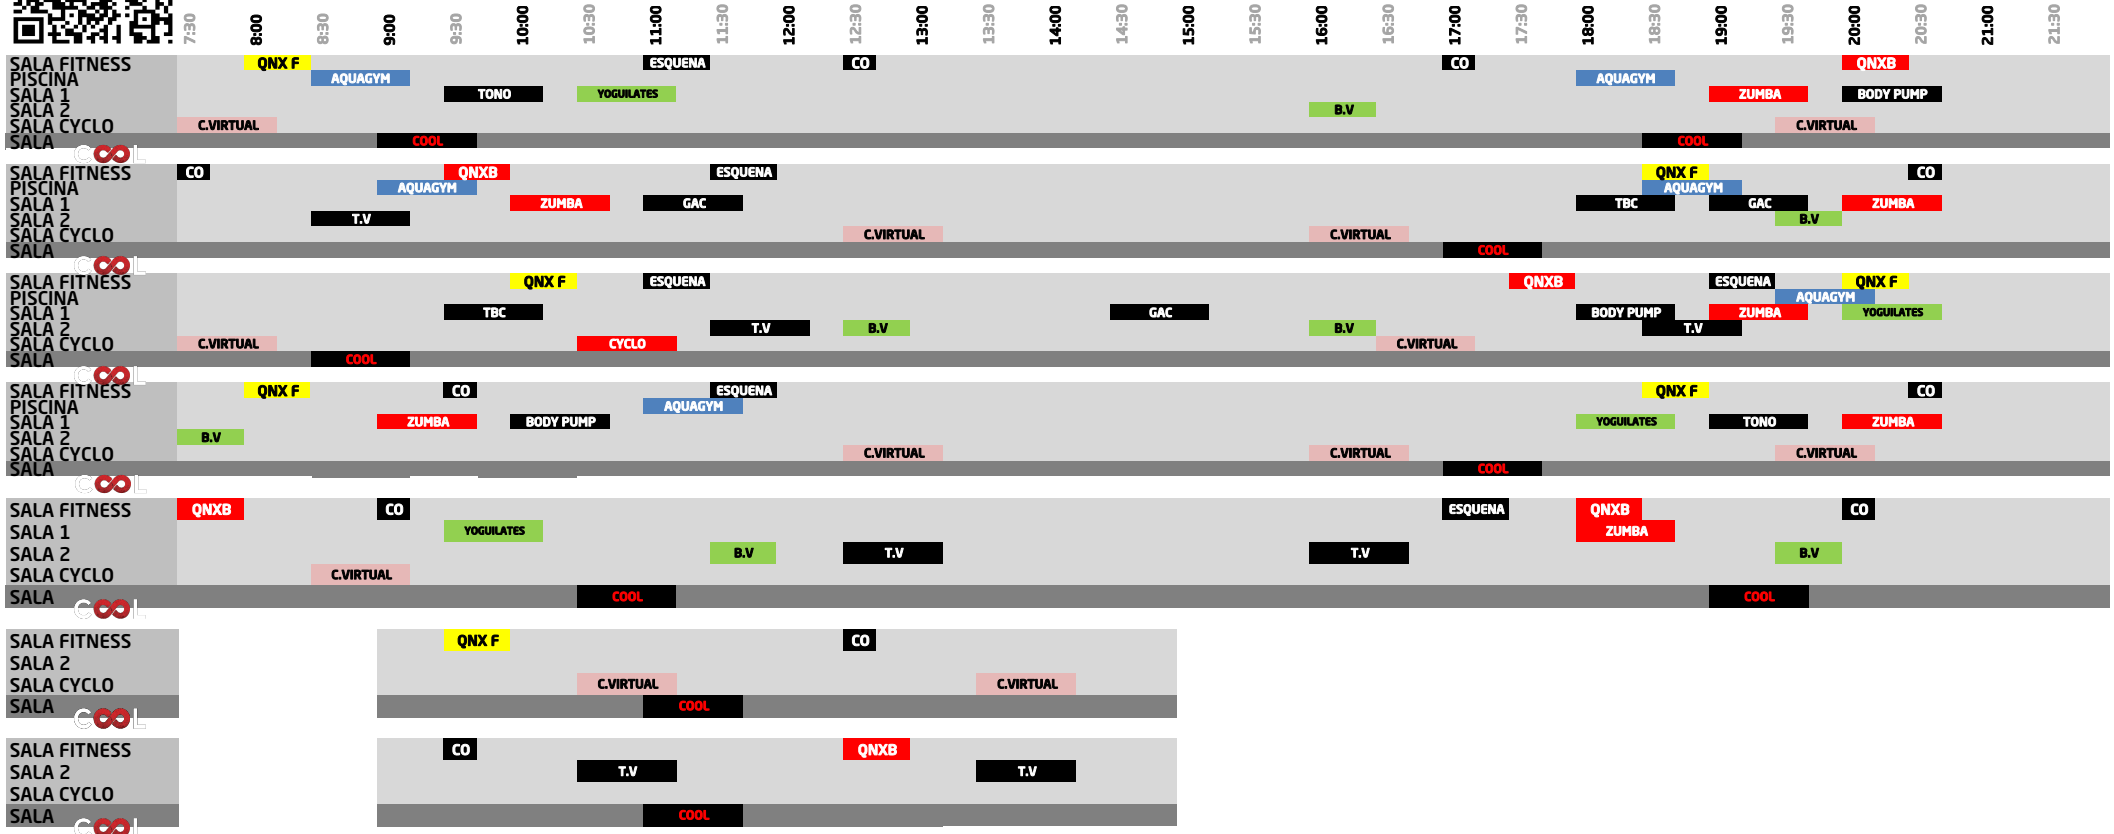 7:30 8:00 8:30 9:00 9:30 10:00 10:30 11:00 11:30 12:00 12:30 13:00 13:30 14:00 14:30 15:00 15:30 16:00 16:30 17:00 17:30 18:00 18:30 19:00 19:30 20:00 20:30 21:00 21:30
SALA FITNESS QNX F ESQUENA CO CO QNXB
PISCINA AQUAGYM AQUAGYM
SALA 1 TONO YOGUILATES ZUMBA BODY PUMP
SALA 2 B.V
SALA CYCLO C.VIRTUAL C.VIRTUAL
SALA COOL COOL COOL
SALA FITNESS CO QNXB ESQUENA QNX F CO
PISCINA AQUAGYM AQUAGYM
SALA 1 ZUMBA GAC TBC GAC ZUMBA
SALA 2 T.V B.V
SALA CYCLO C.VIRTUAL C.VIRTUAL
SALA COOL COOL
SALA FITNESS QNX F ESQUENA QNXB ESQUENA QNX F
PISCINA AQUAGYM
SALA 1 TBC GAC BODY PUMP ZUMBA YOGUILATES
SALA 2 T.V B.V B.V T.V
SALA CYCLO C.VIRTUAL CYCLO C.VIRTUAL
SALA COOL COOL
SALA FITNESS QNX F CO ESQUENA QNX F CO
PISCINA AQUAGYM
SALA 1 ZUMBA BODY PUMP YOGUILATES TONO ZUMBA
SALA 2 B.V
SALA CYCLO C.VIRTUAL C.VIRTUAL C.VIRTUAL
SALA COOL COOL
SALA FITNESS QNXB CO ESQUENA QNXB CO
SALA 1 YOGUILATES ZUMBA
SALA 2 B.V T.V T.V B.V
SALA CYCLO C.VIRTUAL
SALA COOL COOL COOL
SALA FITNESS QNX F CO
SALA 2
SALA CYCLO C.VIRTUAL C.VIRTUAL
SALA COOL COOL
SALA FITNESS CO QNXB
SALA 2 T.V T.V
SALA CYCLO
SALA COOL COOL